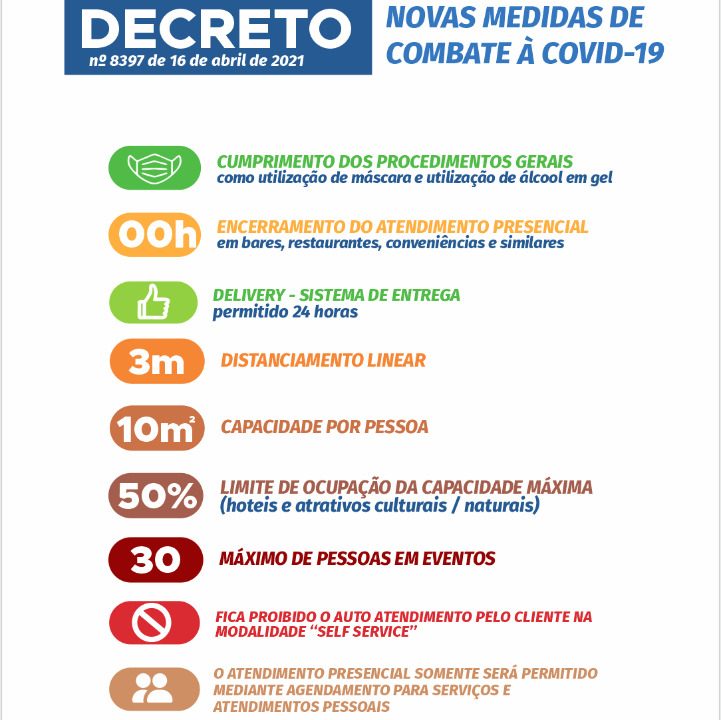 DECRETO
nº 8397 de 16 de abril de 2021
NOVAS MEDIDAS DE
COMBATE À COVID-19
CUMPRIMENTO DOS PROCEDIMENTOS GERAIS
como utilização de máscara e utilização de álcool em gel
00h
ENCERRAMENTO DO ATENDIMENTO PRESENCIAL
em bares, restaurantes, conveniências e similares
DELIVERY - SISTEMA DE ENTREGA
permitido 24 horas
3m
DISTANCIAMENTO LINEAR
10m²
CAPACIDADE POR PESSOA
50%
LIMITE DE OCUPAÇÃO DA CAPACIDADE MÁXIMA
(hoteis e atrativos culturais / naturais)
30
MÁXIMO DE PESSOAS EM EVENTOS
FICA PROIBIDO O AUTO ATENDIMENTO PELO CLIENTE NA
MODALIDADE “SELF SERVICE”
O ATENDIMENTO PRESENCIAL SOMENTE SERÁ PERMITIDO
MEDIANTE AGENDAMENTO PARA SERVIÇOS E
ATENDIMENTOS PESSOAIS